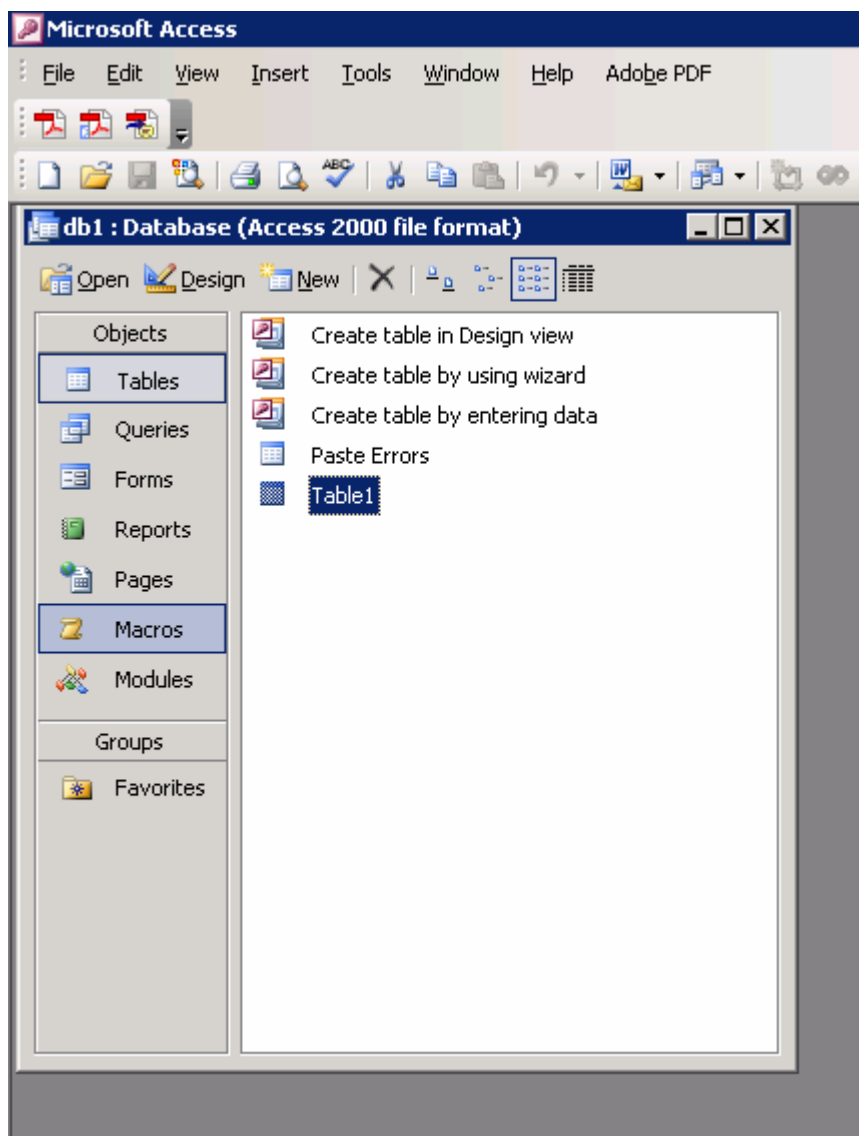 Microsoft Access
File Edit View Insert Tools Window Help Adobe PDF
ABC
W
db1 : Database (Access 2000 file format)
Open Design New
Objects
Tables
Queries
Forms
Reports
Pages
Macros
Modules
Groups
Favorites
Create table in Design view
Create table by using wizard
Create table by entering data
Paste Errors
Table1